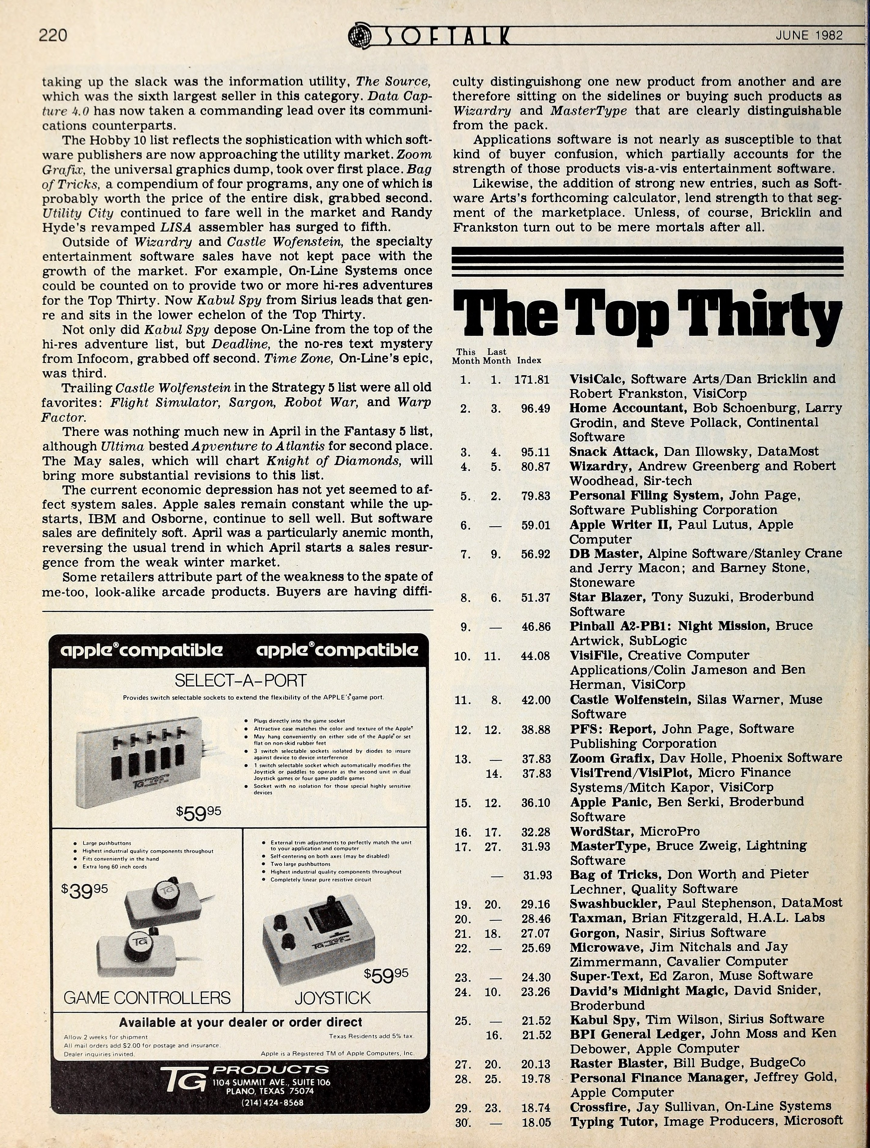 220
SOFTALK
JUNE 1982
taking up the slack was the information utility, The Source,
which was the sixth largest seller in this category. Data Cap-
ture 4.0 has now taken a commanding lead over its communi-
cations counterparts.
The Hobby 10 list reflects the sophistication with which soft-
ware publishers are now approaching the utility market. Zoom
Grafix, the universal graphics dump, took over first place. Bag
of Tricks, a compendium of four programs, any one of which is
probably worth the price of the entire disk, grabbed second.
Utility City continued to fare well in the market and Randy
Hyde's revamped LISA assembler has surged to fifth.
Outside of Wizardry and Castle Wofenstein, the specialty
entertainment software sales have not kept pace with the
growth of the market. For example, On-Line Systems once
could be counted on to provide two or more hi-res adventures
for the Top Thirty. Now Kabul Spy from Sirius leads that gen-
re and sits in the lower echelon of the Top Thirty.
Not only did Kabul Spy depose On-Line from the top of the
hi-res adventure list, but Deadline, the no-res text mystery
from Infocom, grabbed off second. Time Zone, On-Line's epic,
was third.
Trailing Castle Wolfenstein in the Strategy 5 list were all old
favorites: Flight Simulator, Sargon, Robot War, and Warp
Factor.
There was nothing much new in April in the Fantasy 5 list,
although Ultima bested Apventure to Atlantis for second place.
The May sales, which will chart Knight of Diamonds, will
bring more substantial revisions to this list.
The current economic depression has not yet seemed to af-
fect system sales. Apple sales remain constant while the up-
starts, IBM and Osborne, continue to sell well. But software
sales are definitely soft. April was a particularly anemic month,
reversing the usual trend in which April starts a sales resur-
gence from the weak winter market.
Some retailers attribute part of the weakness to the spate of
me-too, look-alike arcade products. Buyers are having diffi-
culty distinguishong one new product from another and are
therefore sitting on the sidelines or buying such products as
Wizardry and MasterType that are clearly distinguishable
from the pack.
Applications software is not nearly as susceptible to that
kind of buyer confusion, which partially accounts for the
strength of those products vis-a-vis entertainment software.
Likewise, the addition of strong new entries, such as Soft-
ware Arts's forthcoming calculator, lend strength to that seg-
ment of the marketplace. Unless, of course, Bricklin and
Frankston turn out to be mere mortals after all.
The Top Thirty
This Last
Month Month Index
1. 1. 171.81 VisiCalc, Software Arts/Dan Bricklin and
Robert Frankston, VisiCorp
2. 3. 96.49 Home Accountant, Bob Schoenburg, Larry
Grodin, and Steve Pollack, Continental
Software
3. 4. 95.11 Snack Attack, Dan Illowsky, DataMost
4. 5. 80.87 Wizardry, Andrew Greenberg and Robert
Woodhead, Sir-tech
5. 2. 79.83 Personal Filing System, John Page,
Software Publishing Corporation
6. — 59.01 Apple Writer II, Paul Lutus, Apple
Computer
7. 9. 56.92 DB Master, Alpine Software/Stanley Crane
and Jerry Macon; and Barney Stone,
Stoneware
8. 6. 51.37 Star Blazer, Tony Suzuki, Broderbund
Software
9. — 46.86 Pinball A2-PB1: Night Mission, Bruce
Artwick, SubLogic
10. 11. 44.08 VisiFile, Creative Computer
Applications/Colin Jameson and Ben
Herman, VisiCorp
11. 8. 42.00 Castle Wolfenstein, Silas Warner, Muse
Software
12. 12. 38.88 PFS: Report, John Page, Software
Publishing Corporation
13. — 37.83 Zoom Grafix, Dav Holle, Phoenix Software
14. 37.83 VisiTrend/VisiPlot, Micro Finance
Systems/Mitch Kapor, VisiCorp
15. 12. 36.10 Apple Panic, Ben Serki, Broderbund
Software
16. 17. 32.28 WordStar, MicroPro
17. 27. 31.93 MasterType, Bruce Zweig, Lightning
Software
— 31.93 Bag of Tricks, Don Worth and Pieter
Lechner, Quality Software
19. 20. 29.16 Swashbuckler, Paul Stephenson, DataMost
20. — 28.46 Taxman, Brian Fitzgerald, H.A.L. Labs
21. 18. 27.07 Gorgon, Nasir, Sirius Software
22. — 25.69 Microwave, Jim Nitchals and Jay
Zimmermann, Cavalier Computer
23. — 24.30 Super-Text, Ed Zaron, Muse Software
24. 10. 23.26 David's Midnight Magic, David Snider,
Broderbund
25. — 21.52 Kabul Spy, Tim Wilson, Sirius Software
16. 21.52 BPI General Ledger, John Moss and Ken
Debower, Apple Computer
27. 20. 20.13 Raster Blaster, Bill Budge, BudgeCo
28. 25. 19.78 Personal Finance Manager, Jeffrey Gold,
Apple Computer
29. 23. 18.74 Crossfire, Jay Sullivan, On-Line Systems
30. — 18.05 Typing Tutor, Image Producers, Microsoft
apple® compatible apple® compatible
SELECT-A-PORT
Provides switch selectable sockets to extend the flexibility of the APPLE'S® game port.
• Plugs directly into the game socket
• Attractive case matches the color and texture of the Apple®
• May hang conveniently on either side of the Apple® or set
flat on non-skid rubber feet
• 3 switch selectable sockets isolated by diodes to insure
against device to device interference
• 1 switch selectable socket which automatically modifies the
Joystick or paddles to operate as the second unit in dual
Joystick games or four game paddle games
• Socket with no isolation for those special highly sensitive
devices
TG
$59.95
• Large pushbuttons
• Highest industrial quality components throughout
• Fits conveniently in the hand
• Extra long 60 inch cords
$39.95
TG
TG
GAME CONTROLLERS
• External trim adjustments to perfectly match the unit
to your application and computer
• Self-centering on both axes (may be disabled)
• Two large pushbuttons
• Highest industrial quality components throughout
• Completely linear pure resistive circuit
$59.95
JOYSTICK
Available at your dealer or order direct
Allow 2 weeks for shipment.
All mail orders add $2.00 for postage and insurance.
Dealer inquiries invited.
Texas Residents add 5% tax.
Apple is a Registered TM of Apple Computers, Inc.
TG PRODUCTS
1104 SUMMIT AVE., SUITE 106
PLANO, TEXAS 75074
(214) 424-8568